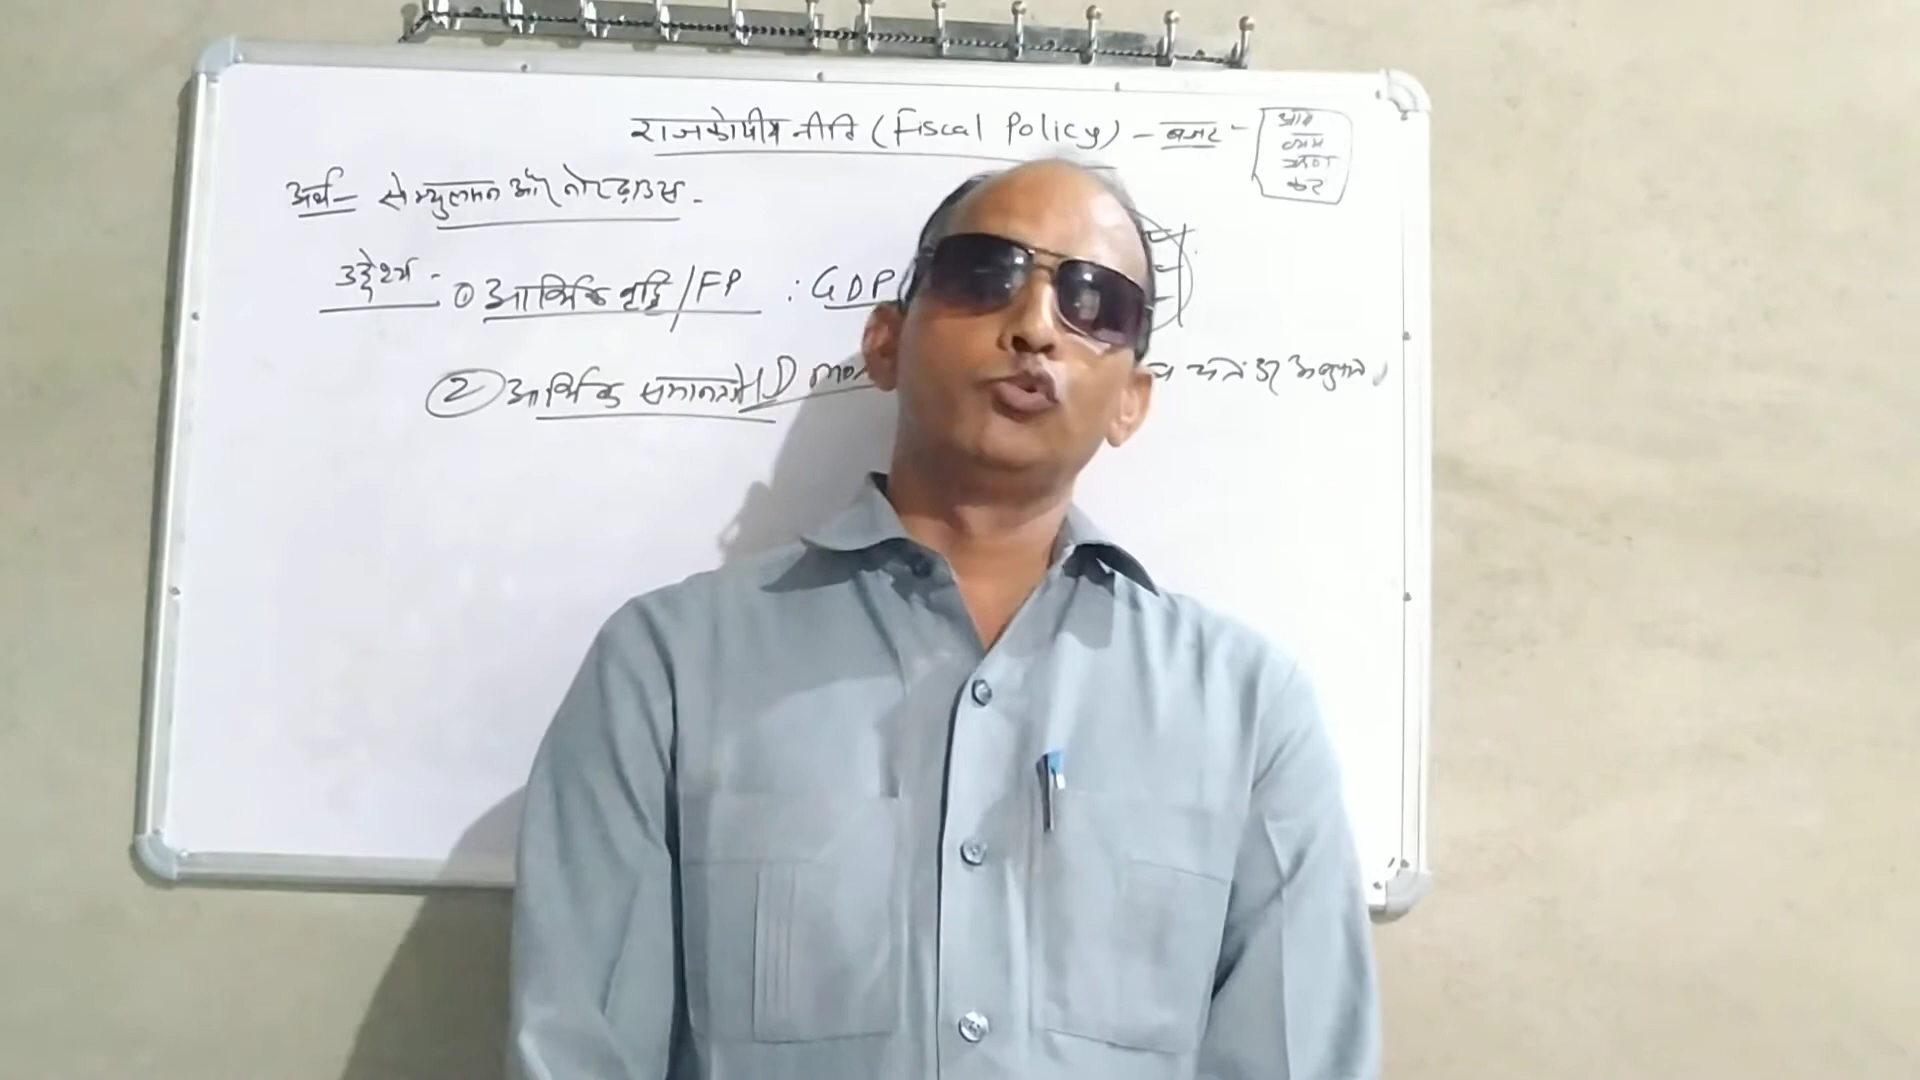 राजकोषीय नीति (Fiscal Policy) - बजट -
आय
व्यय
ऋण
कर
अर्थ - सेम्युलसन और नोरढाउस -
उद्देश्य - ① आर्थिक वृद्धि / FP : GDP
② आर्थिक समानता